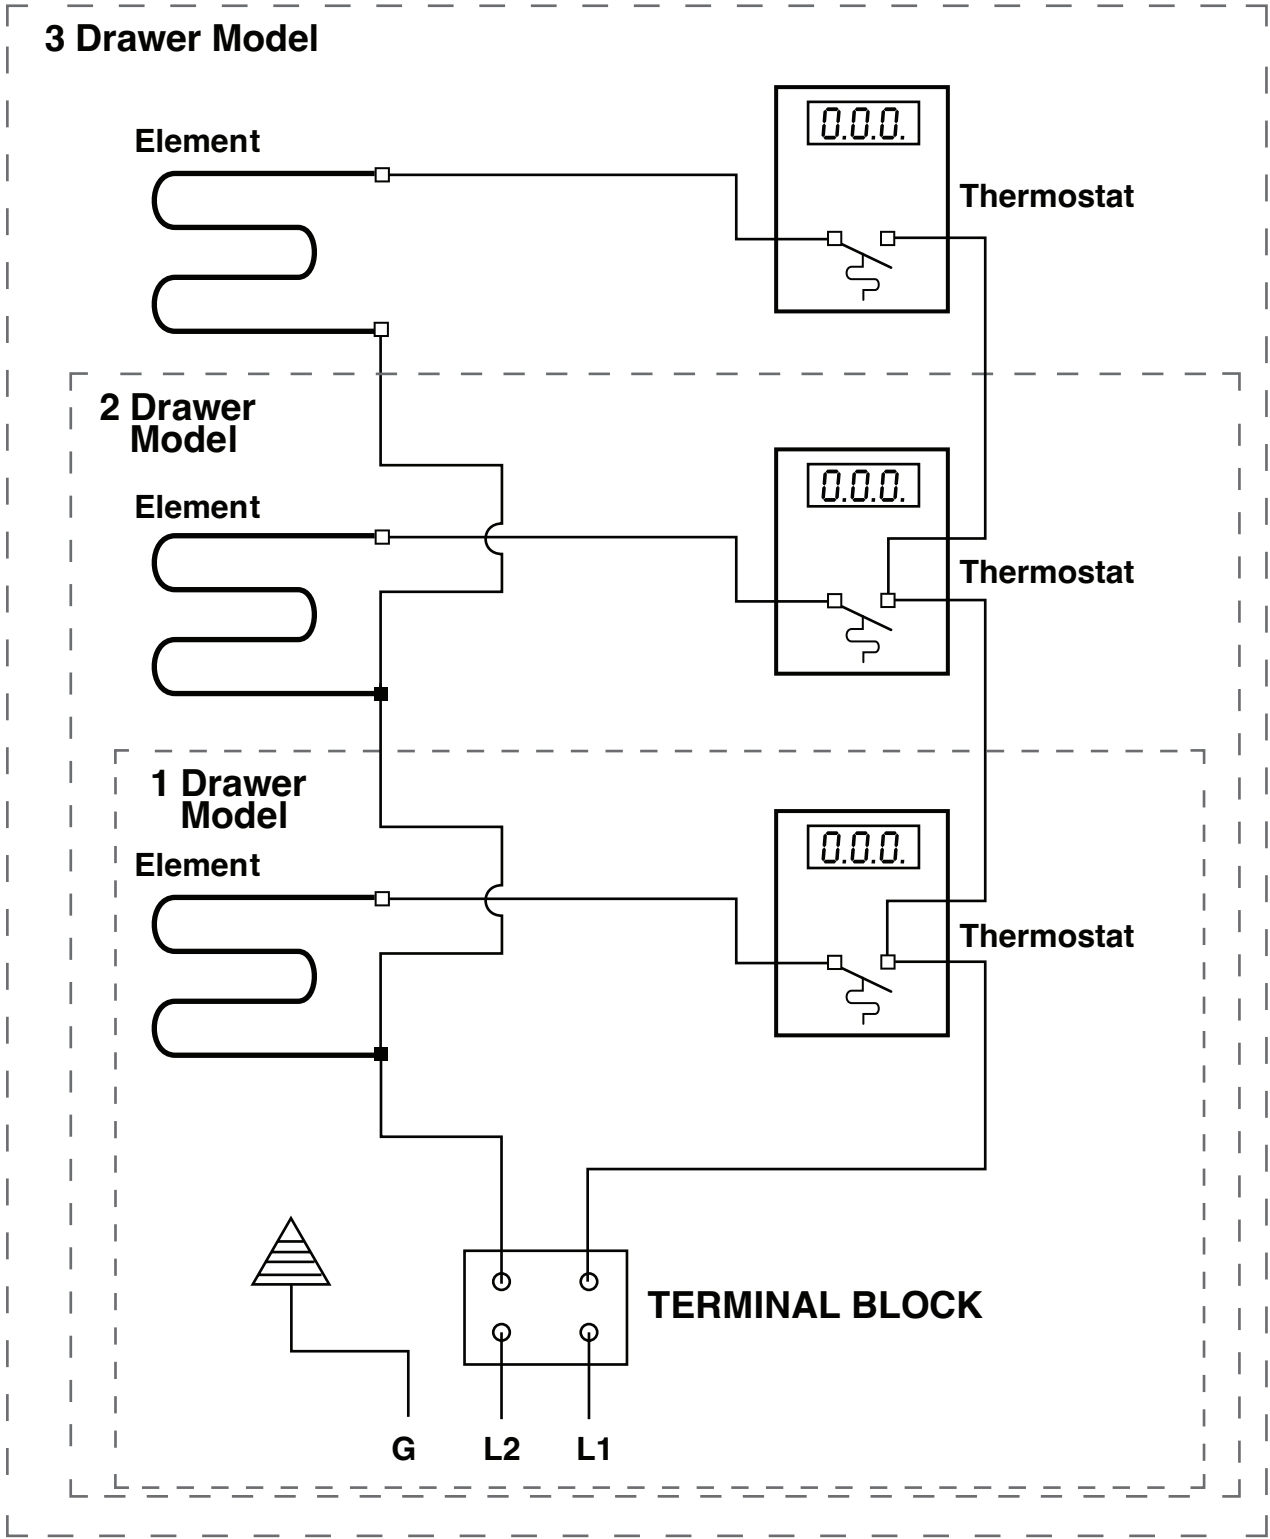 3 Drawer Model
0.0.0.
Element
Thermostat
2 Drawer
Model
0.0.0.
Element
Thermostat
1 Drawer
Model
0.0.0.
Element
Thermostat
TERMINAL BLOCK
G L2 L1